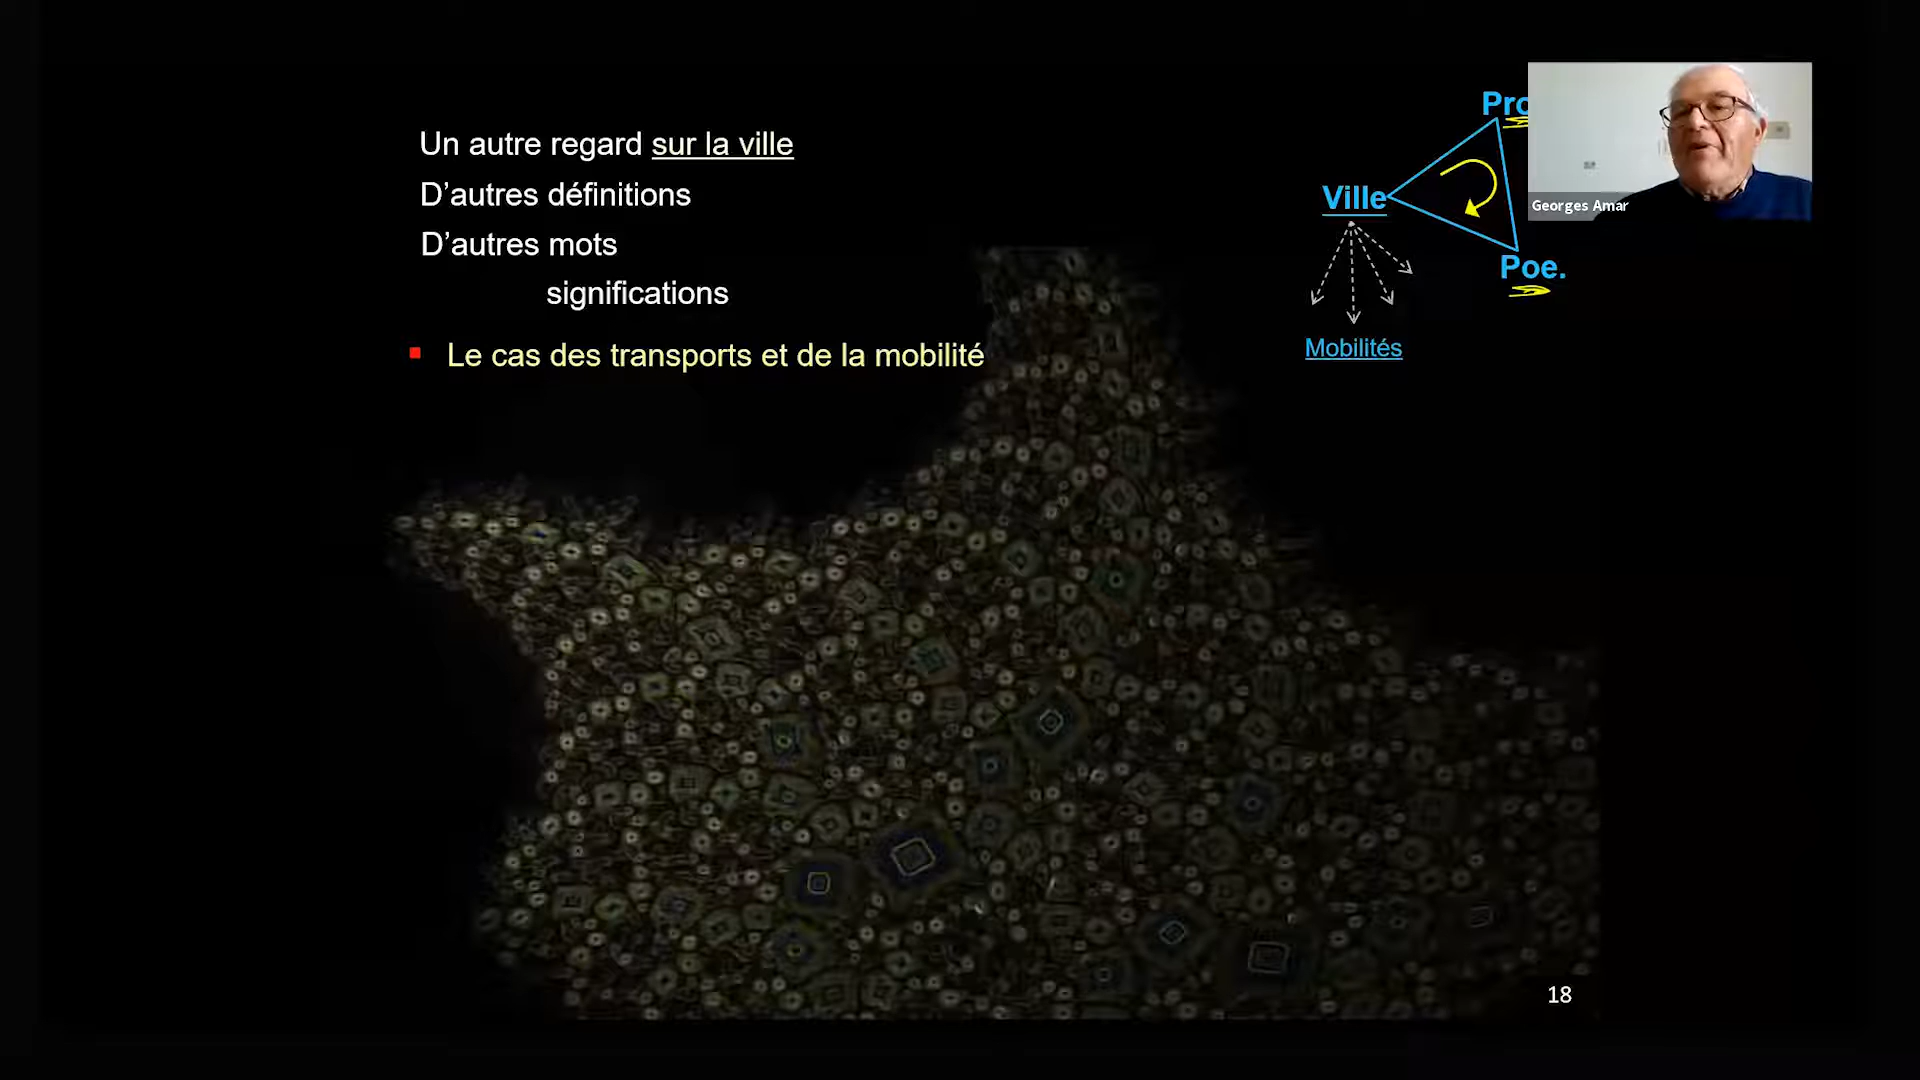 Un autre regard sur la ville
D’autres définitions
D’autres mots
significations
Le cas des transports et de la mobilité
Pro
Ville
Poe.
Mobilités
Georges Amar
18